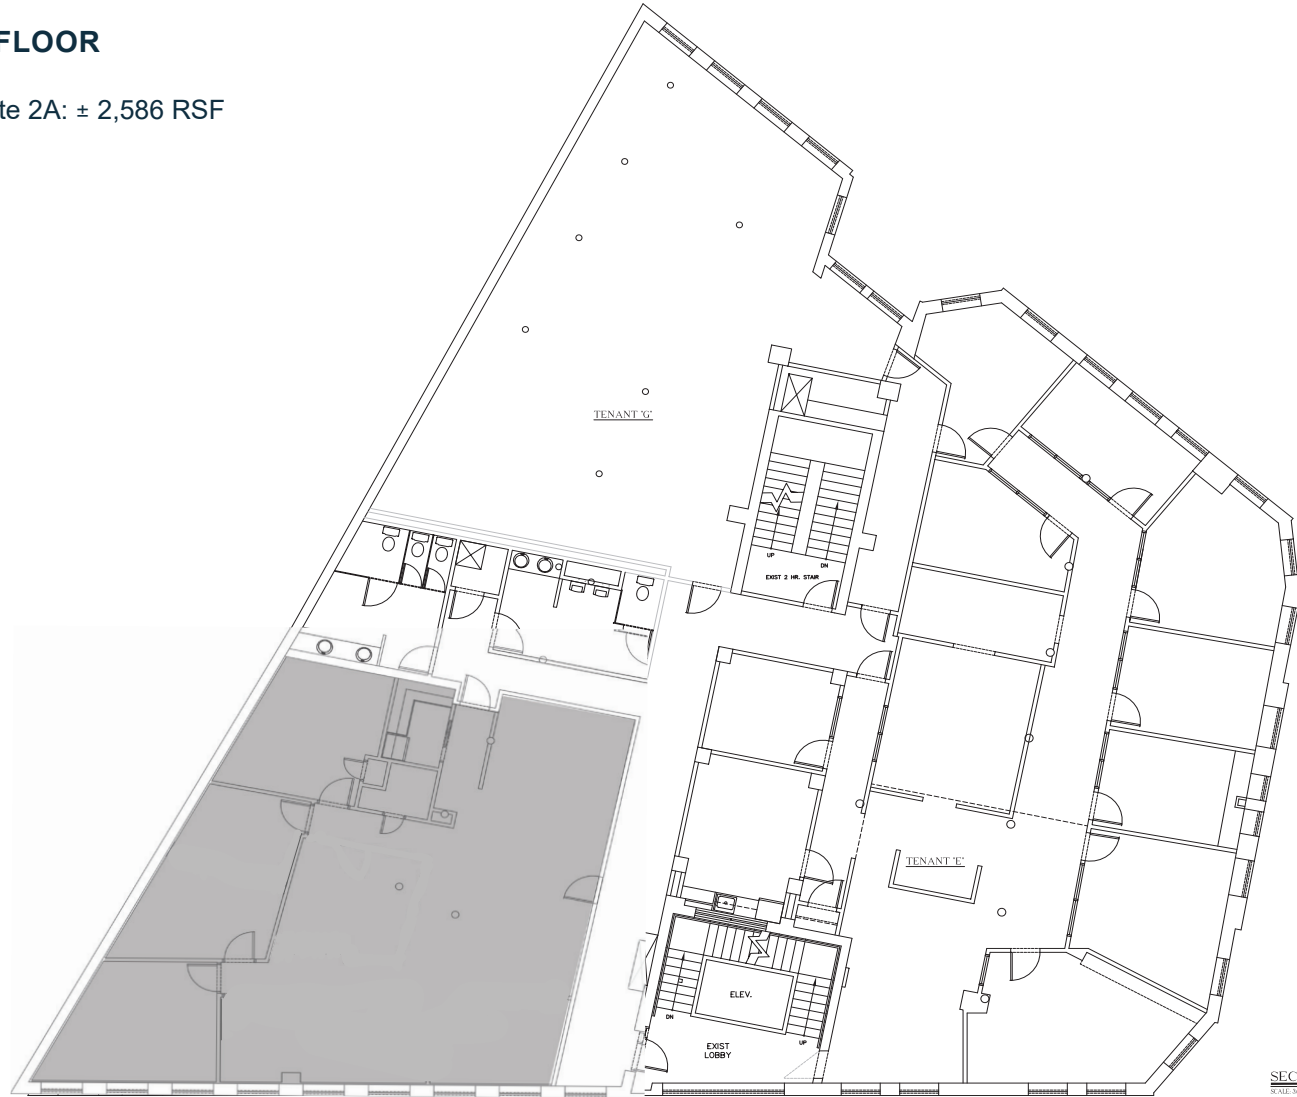 FLOOR
te 2A: ± 2,586 RSF
TENANT 'G'
UP
DN
EXIST 2 HR. STAIR
TENANT 'E'
ELEV.
DN
UP
EXIST
LOBBY
SEC